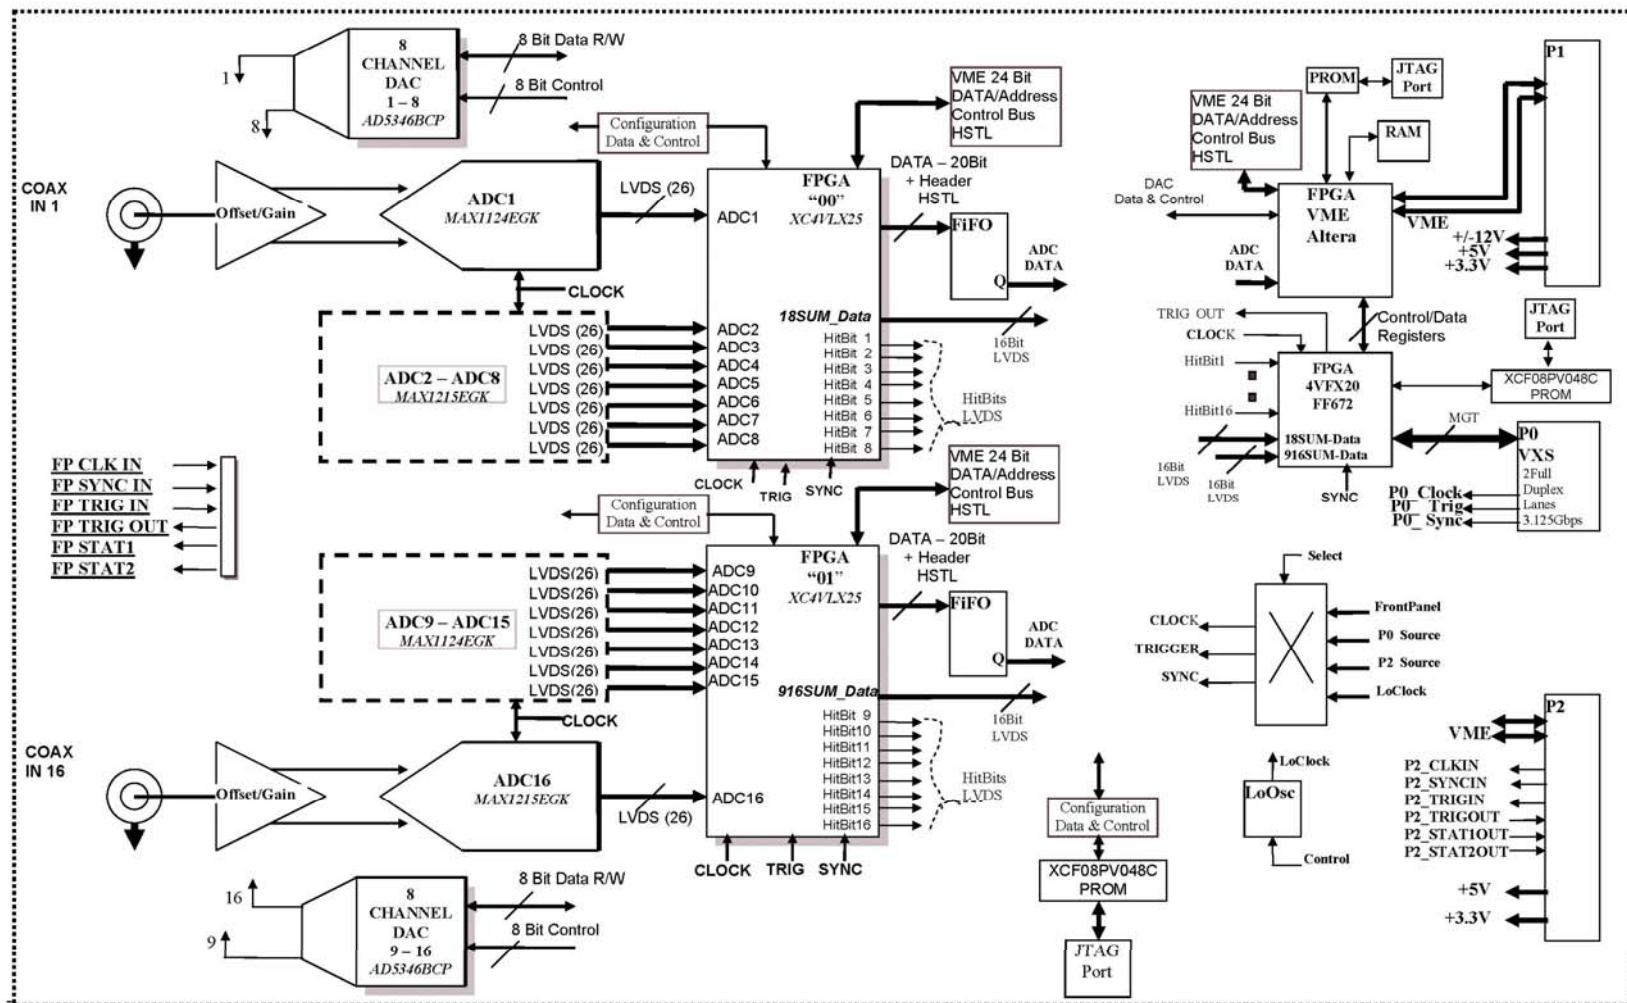 8
CHANNEL
DAC
1 – 8
AD5346BCP
1
8
8 Bit Data R/W
8 Bit Control
Configuration
Data & Control
VME 24 Bit
DATA/Address
Control Bus
HSTL
COAX
IN 1
Offset/Gain
ADC1
MAX1124EGK
LVDS (26)
CLOCK
FPGA
“00”
XC4VLX25
ADC1
DATA – 20Bit
+ Header
HSTL
FiFO
Q
ADC
DATA
18SUM_Data
16Bit
LVDS
ADC2 – ADC8
MAX1215EGK
LVDS (26)
LVDS (26)
LVDS (26)
LVDS (26)
LVDS (26)
LVDS (26)
LVDS (26)
ADC2
ADC3
ADC4
ADC5
ADC6
ADC7
ADC8
HitBit 1
HitBit 2
HitBit 3
HitBit 4
HitBit 5
HitBit 6
HitBit 7
HitBit 8
HitBits
LVDS
CLOCK
TRIG
SYNC
FP CLK IN
FP SYNC IN
FP TRIG IN
FP TRIG OUT
FP STAT1
FP STAT2
Configuration
Data & Control
VME 24 Bit
DATA/Address
Control Bus
HSTL
ADC9 – ADC15
MAX1124EGK
LVDS(26)
LVDS(26)
LVDS(26)
LVDS(26)
LVDS(26)
LVDS(26)
LVDS(26)
FPGA
“01”
XC4VLX25
ADC9
ADC10
ADC11
ADC12
ADC13
ADC14
ADC15
DATA – 20Bit
+ Header
HSTL
FiFO
Q
ADC
DATA
916SUM_Data
16Bit
LVDS
HitBit 9
HitBit10
HitBit11
HitBit12
HitBit13
HitBit14
HitBit15
HitBit16
HitBits
LVDS
COAX
IN 16
Offset/Gain
CLOCK
ADC16
MAX1215EGK
LVDS (26)
ADC16
CLOCK
TRIG
SYNC
16
9
8
CHANNEL
DAC
9 – 16
AD5346BCP
8 Bit Data R/W
8 Bit Control
Configuration
Data & Control
XCF08PV048C
PROM
JTAG
Port
VME 24 Bit
DATA/Address
Control Bus
HSTL
PROM
JTAG
Port
RAM
DAC
Data & Control
FPGA
VME
Altera
ADC
DATA
VME
P1
+/-12V
+5V
+3.3V
TRIG OUT
CLOCK
Control/Data
Registers
JTAG
Port
XCF08PV048C
PROM
HitBit1
HitBit16
FPGA
4VFX20
FF672
18SUM-Data
916SUM-Data
16Bit
LVDS
16Bit
LVDS
SYNC
MGT
P0
VXS
2Full
Duplex
Lanes
3.125Gbps
P0_Clock
P0_ Trig
P0_ Sync
Select
CLOCK
TRIGGER
SYNC
FrontPanel
P0 Source
P2 Source
LoClock
LoClock
LoOsc
Control
P2
VME
P2_CLKIN
P2_SYNCIN
P2_TRIGIN
P2_TRIGOUT
P2_STAT1OUT
P2_STAT2OUT
+5V
+3.3V